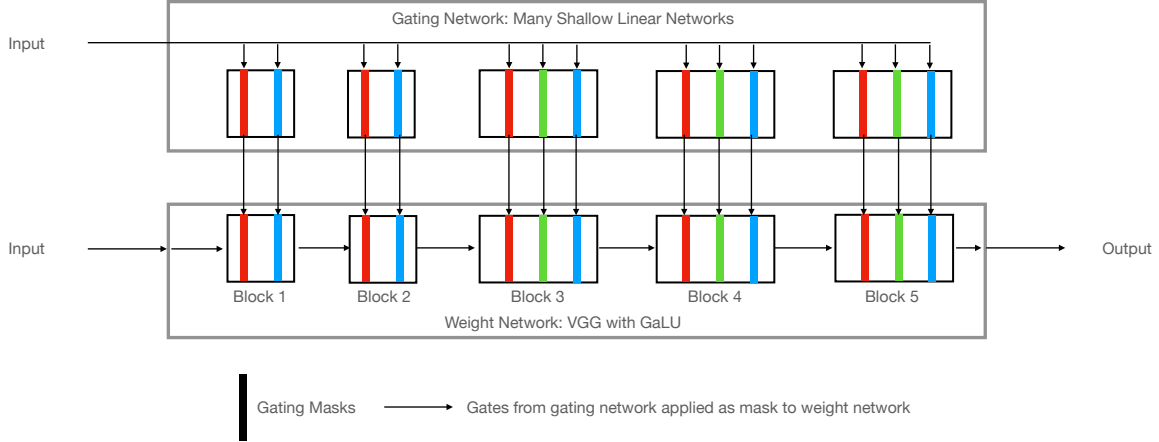 Gating Network: Many Shallow Linear Networks
Input
Input
Output
Block 1
Block 2
Block 3
Block 4
Block 5
Weight Network: VGG with GaLU
Gating Masks
Gates from gating network applied as mask to weight network